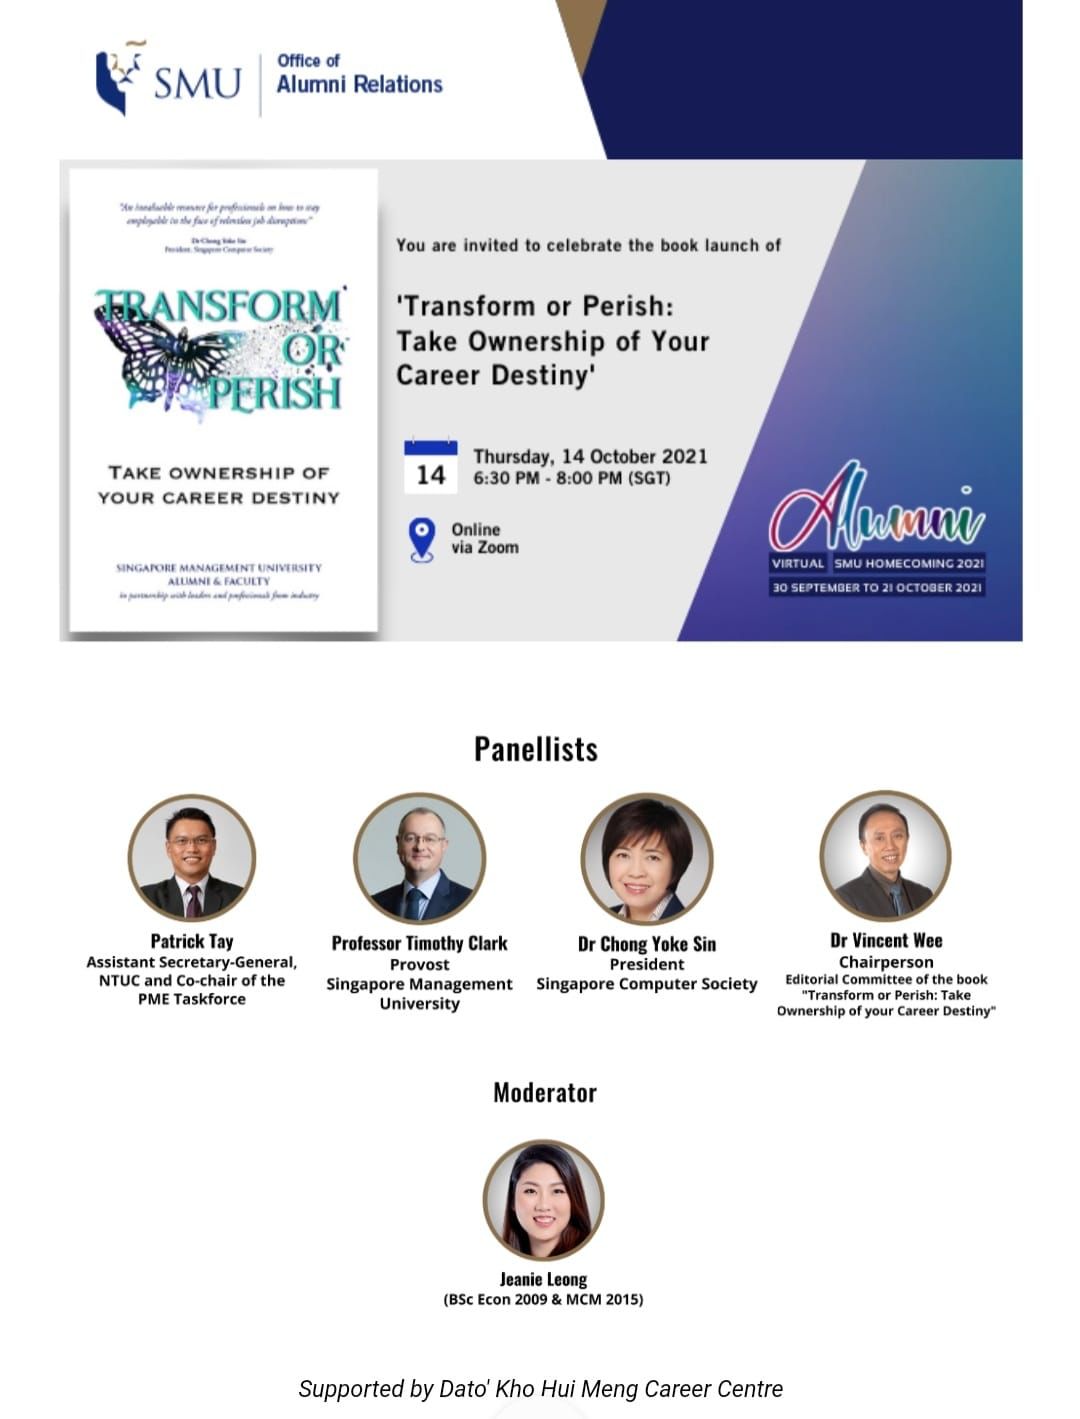 SMU
Office of
Alumni Relations
"An invaluable resource for professionals on how to stay
employable in the face of relentless job disruptions"
Dr Chong Yoke Sin
President, Singapore Computer Society
TRANSFORM
OR
PERISH
TAKE OWNERSHIP OF
YOUR CAREER DESTINY
SINGAPORE MANAGEMENT UNIVERSITY
ALUMNI & FACULTY
in partnership with leaders and professionals from industry
You are invited to celebrate the book launch of
'Transform or Perish:
Take Ownership of Your
Career Destiny'
14
Thursday, 14 October 2021
6:30 PM - 8:00 PM (SGT)
Online
via Zoom
Alumni
VIRTUAL SMU HOMECOMING 2021
30 SEPTEMBER TO 21 OCTOBER 2021
Panellists
Patrick Tay
Assistant Secretary-General,
NTUC and Co-chair of the
PME Taskforce
Professor Timothy Clark
Provost
Singapore Management
University
Dr Chong Yoke Sin
President
Singapore Computer Society
Dr Vincent Wee
Chairperson
Editorial Committee of the book
"Transform or Perish: Take
Ownership of your Career Destiny"
Moderator
Jeanie Leong
(BSc Econ 2009 & MCM 2015)
Supported by Dato' Kho Hui Meng Career Centre